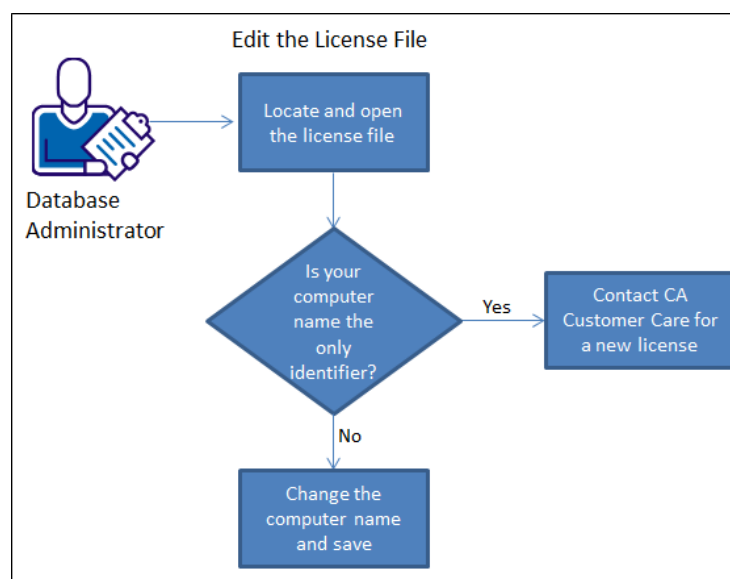 Edit the License File
Locate and open
the license file
Database
Administrator
Is your
computer
name the
only
identifier?
Yes
Contact CA
Customer Care for
a new license
No
Change the
computer name
and save